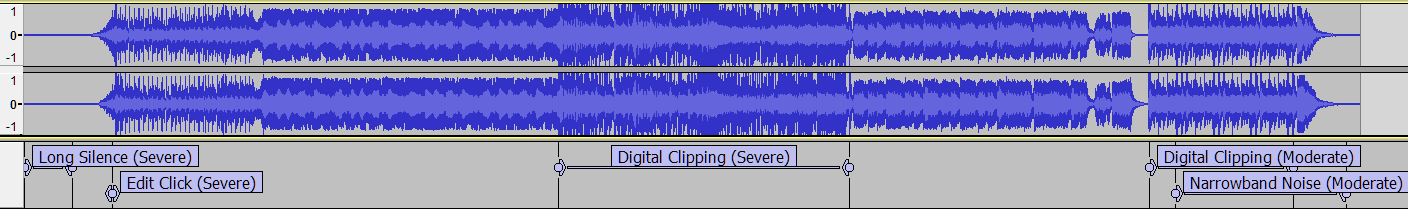 1
0
-1
1
0
-1
Long Silence (Severe)
Digital Clipping (Severe)
Digital Clipping (Moderate)
Edit Click (Severe)
Narrowband Noise (Moderate)